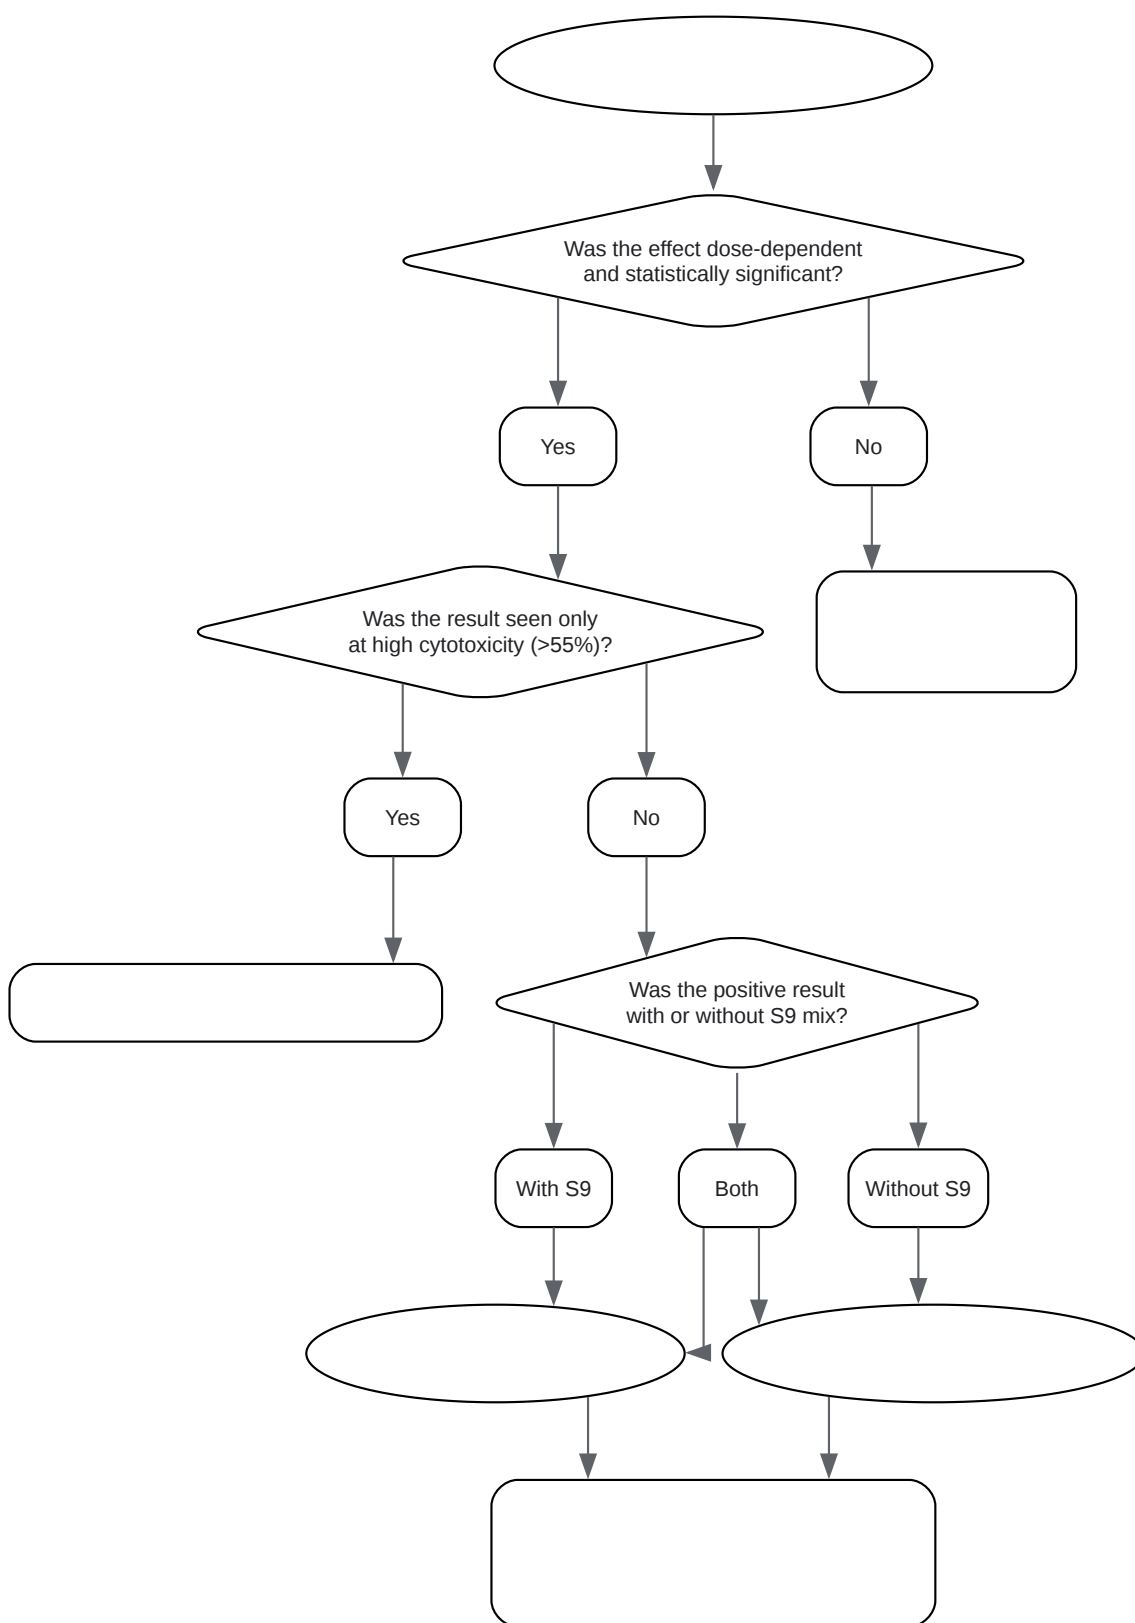 Was the effect dose-dependent
and statistically significant?
Yes
No
Was the result seen only
at high cytotoxicity (>55%)?
Yes
No
Was the positive result
with or without S9 mix?
With S9
Both
Without S9